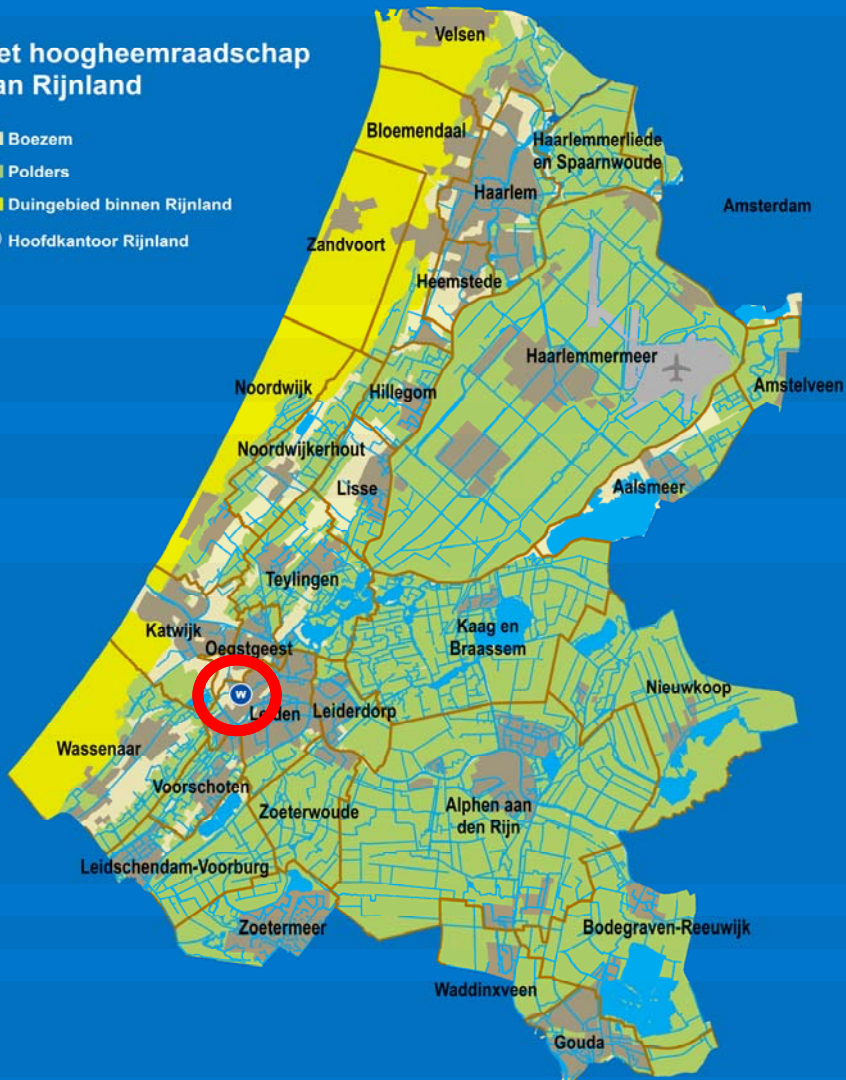 et hoogheemraadschap
an Rijnland
Boezem
Polders
Duingebied binnen Rijnland
Hoofdkantoor Rijnland
Velsen
Bloemendaal
Haarlemmerliede
en Spaarnwoude
Haarlem
Amsterdam
Zandvoort
Heemstede
Haarlemmermeer
Noordwijk
Hillegom
Amstelveen
Noordwijkerhout
Lisse
Aalsmeer
Teylingen
Katwijk
Kaag en
Braassem
Oegstgeest
Nieuwkoop
W
Leiden
Leiderdorp
Wassenaar
Voorschoten
Zoeterwoude
Alphen aan
den Rijn
Leidschendam-Voorburg
Zoetermeer
Bodegraven-Reeuwijk
Waddinxveen
Gouda